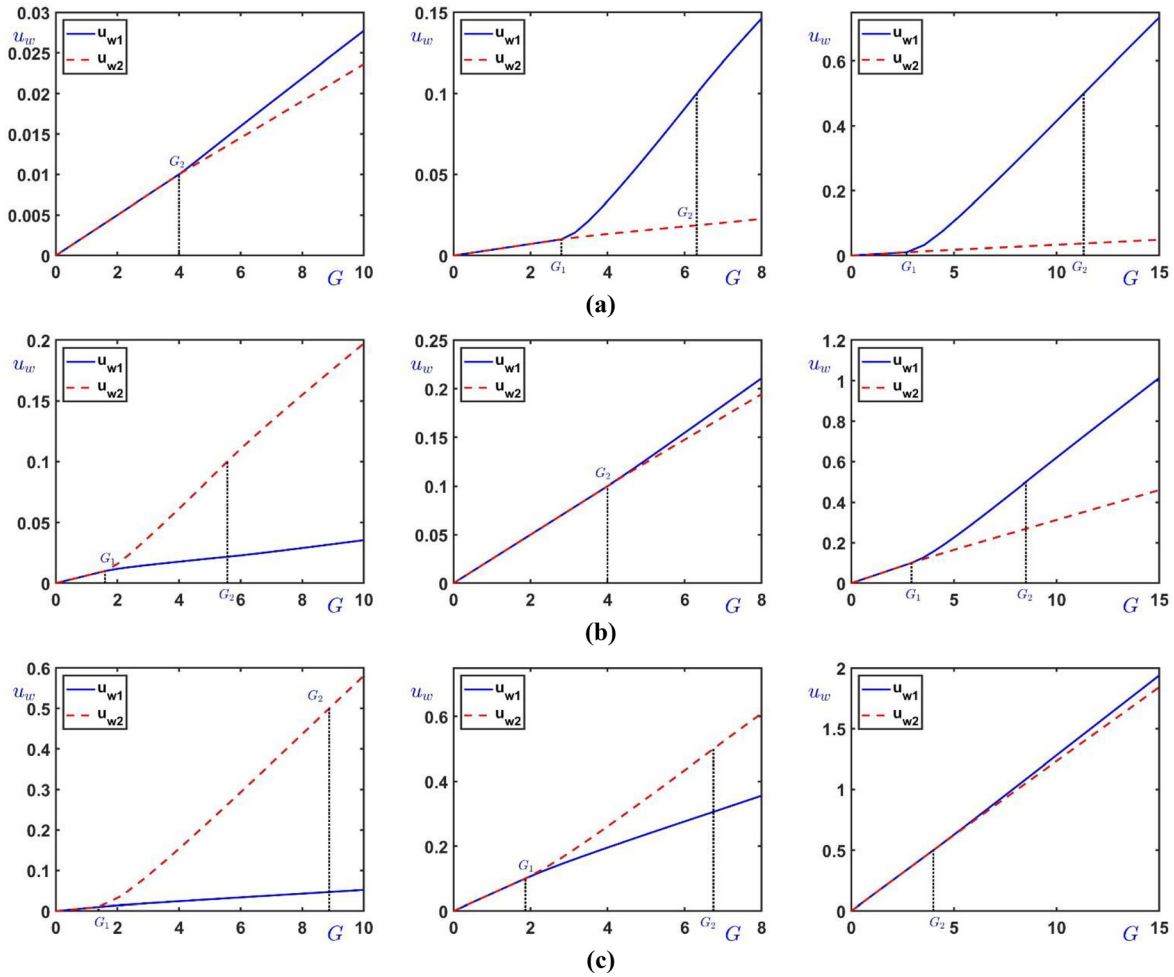 0.03
u_w
0.025
0.02
0.015
0.01
0.005
0
u_w1
u_w2
G_2
0 2 4 6 8 10
G
0.15
u_w
0.1
0.05
0
u_w1
u_w2
G_2
0 2 4 6 8
G_1
G
u_w
0.6
0.4
0.2
0
u_w1
u_w2
0 5 10 15
G_1 G_2
G
(a)
0.2
u_w
0.15
0.1
0.05
0
u_w1
u_w2
G_1
0 2 4 6 8 10
G_2
G
0.25
u_w
0.2
0.15
0.1
0.05
0
u_w1
u_w2
G_2
0 2 4 6 8
G
1.2
u_w
1
0.8
0.6
0.4
0.2
0
u_w1
u_w2
0 5 10 15
G_1 G_2
G
(b)
0.6
u_w
0.5
0.4
0.3
0.2
0.1
0
u_w1
u_w2
G_2
0 2 4 6 8 10
G_1
G
u_w
0.6
0.4
0.2
0
u_w1
u_w2
G_1
0 2 4 6 8
G_2
G
2
u_w
1.5
1
0.5
0
u_w1
u_w2
0 5 10 15
G_2
G
(c)